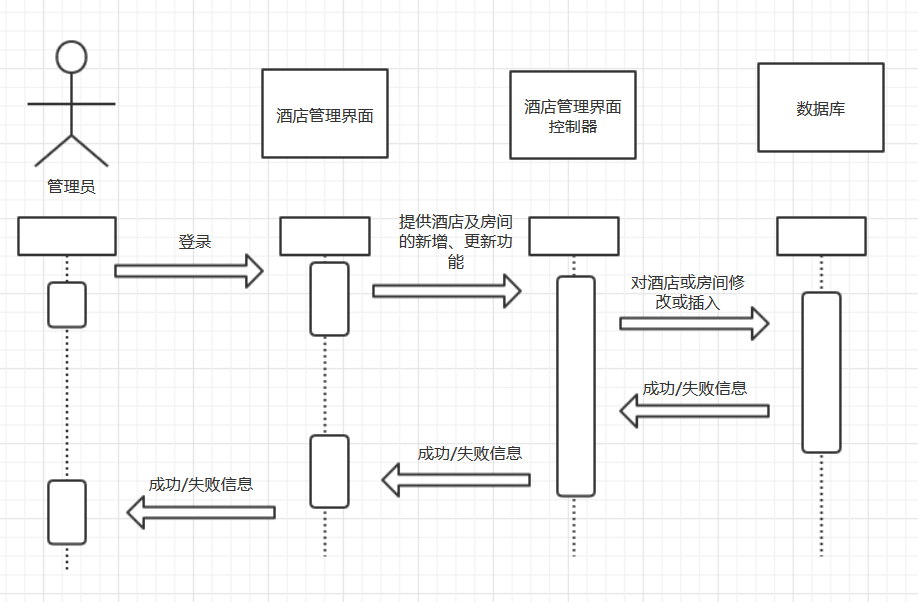 酒店管理界面
酒店管理界面
控制器
数据库
管理员
登录
提供酒店及房间
的新增、更新功
能
对酒店或房间修
改或插入
成功/失败信息
成功/失败信息
成功/失败信息